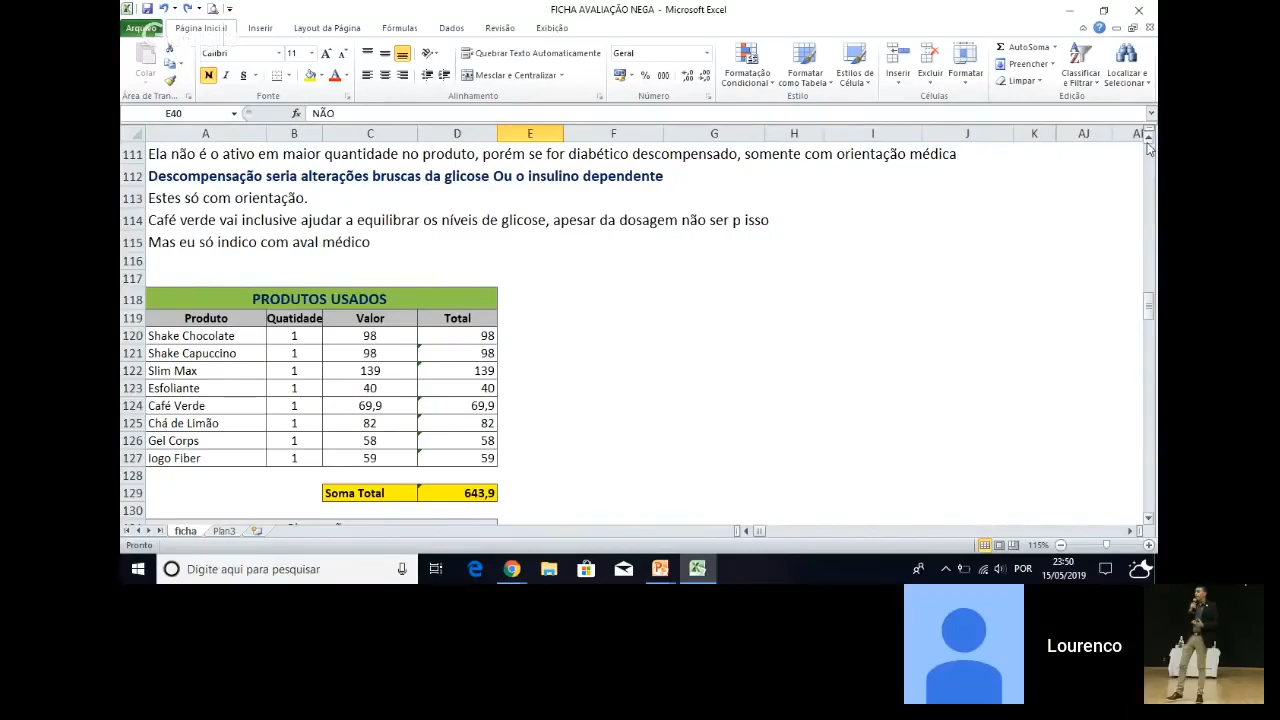 FICHA AVALIAÇÃO NEGA - Microsoft Excel
Arquivo Página Inicial Inserir Layout da Página Fórmulas Dados Revisão Exibição
Colar
Calibri 11
N I S
Quebrar Texto Automaticamente
Mesclar e Centralizar
Geral
% 000
Formatação Condicional
Formatar como Tabela
Estilos de Célula
Inserir Excluir Formatar
AutoSoma
Preencher
Limpar
Classificar e Filtrar
Localizar e Selecionar
Área de Tran... Fonte Alinhamento Número Estilo Células Edição
E40 fx NÃO
A B C D E F G H I J K AJ
111 Ela não é o ativo em maior quantidade no produto, porém se for diabético descompensado, somente com orientação médica
112 Descompensação seria alterações bruscas da glicose Ou o insulino dependente
113 Estes só com orientação.
114 Café verde vai inclusive ajudar a equilibrar os níveis de glicose, apesar da dosagem não ser p isso
115 Mas eu só indico com aval médico
116
117
118 PRODUTOS USADOS
119 Produto Quatidade Valor Total
120 Shake Chocolate 1 98 98
121 Shake Capuccino 1 98 98
122 Slim Max 1 139 139
123 Esfoliante 1 40 40
124 Café Verde 1 69,9 69,9
125 Chá de Limão 1 82 82
126 Gel Corps 1 58 58
127 Iogo Fiber 1 59 59
128
129 Soma Total 643,9
130
ficha Plan3
Pronto 115%
Digite aqui para pesquisar
POR
23:50
15/05/2019
Lourenco